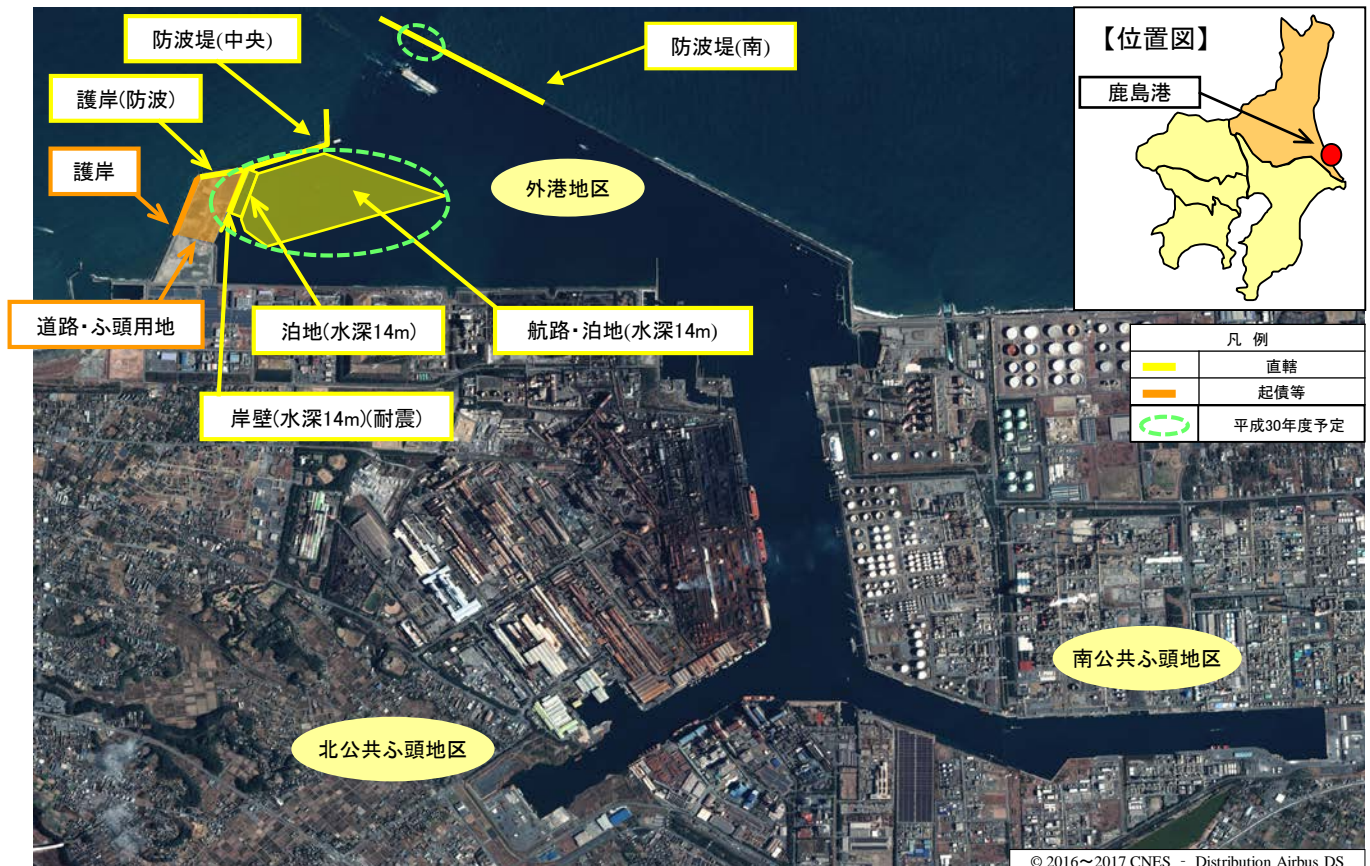 防波堤(中央)
防波堤(南)
護岸(防波)
護岸
外港地区
道路・ふ頭用地
泊地(水深14m)
航路・泊地(水深14m)
岸壁(水深14m)(耐震)
【位置図】
鹿島港
凡 例
直轄
起債等
平成30年度予定
南公共ふ頭地区
北公共ふ頭地区
© 2016～2017 CNES - Distribution Airbus DS